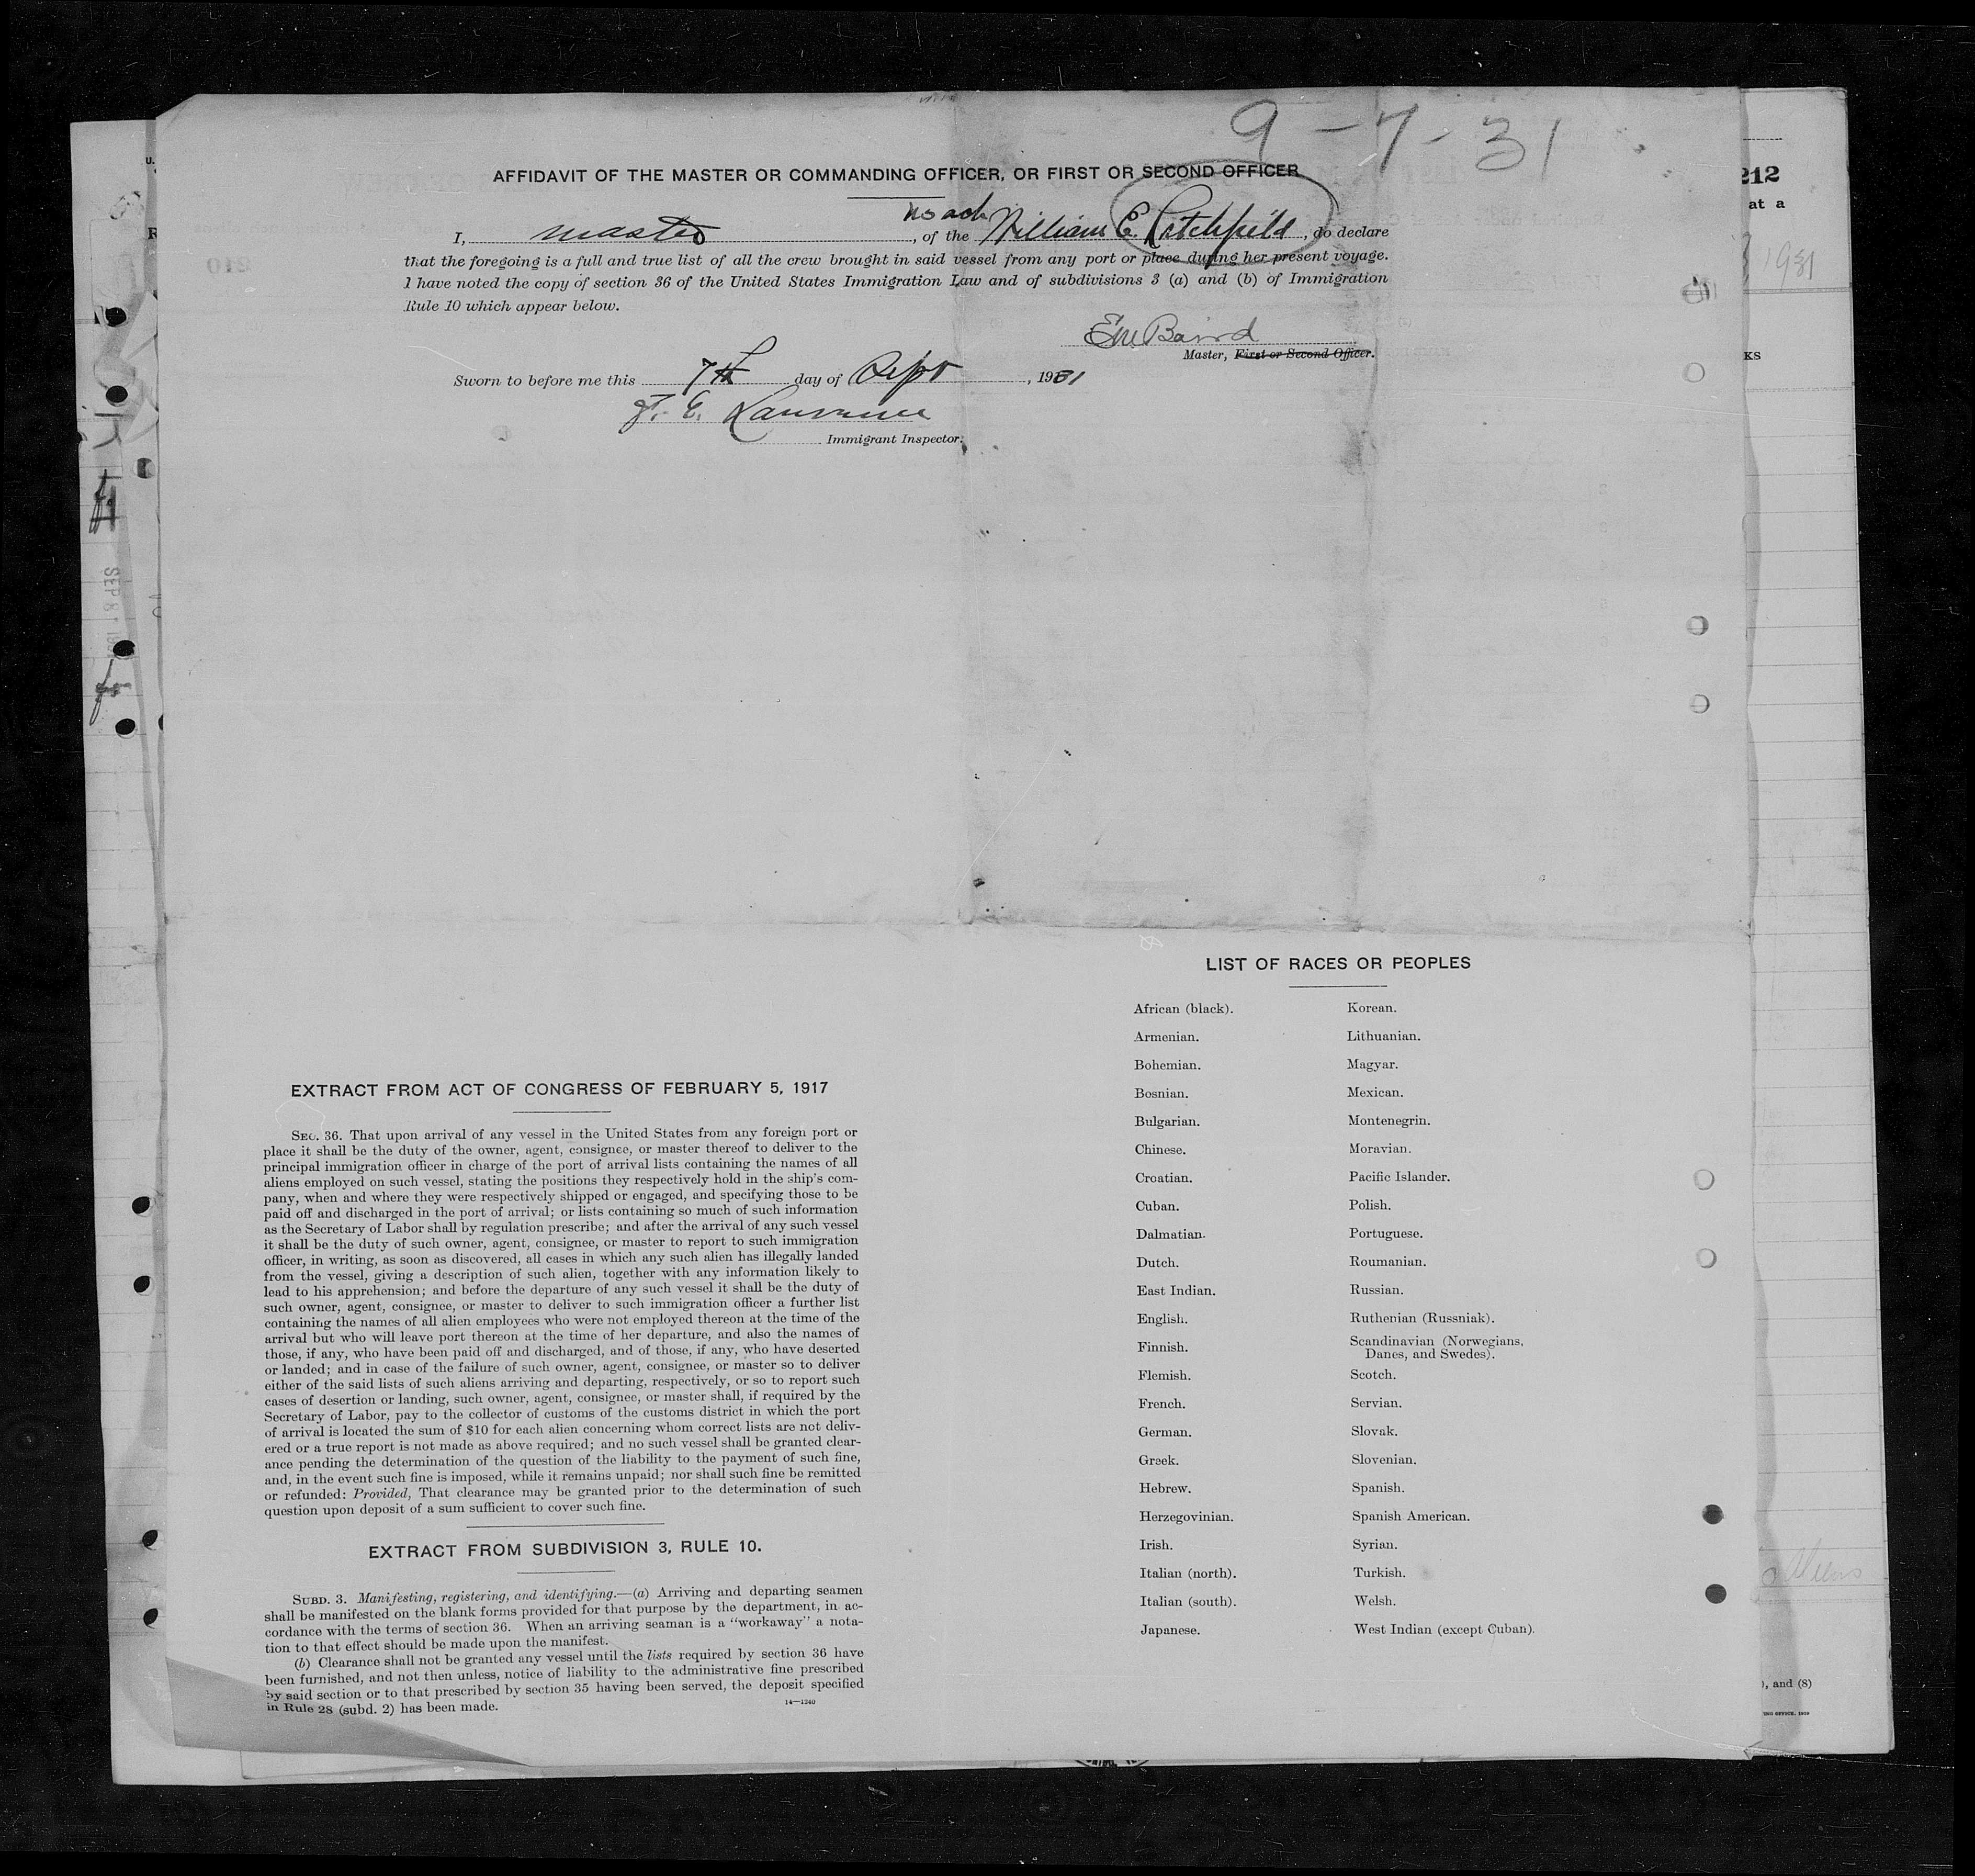 9-7-31
AFFIDAVIT OF THE MASTER OR COMMANDING OFFICER, OR FIRST OR SECOND OFFICER
I, master, of the William E. , do declare
that the foregoing is a full and true list of all the crew brought in said vessel from any port or place during her present voyage.
I have noted the copy of section 36 of the United States Immigration Law and of subdivisions 3 (a) and (b) of Immigration
Rule 10 which appear below.
Baird
Master, First or Second Officer.
Sworn to before me this 7th day of Sept, 1931
Immigrant Inspector.
LIST OF RACES OR PEOPLES
African (black). Korean.
Armenian. Lithuanian.
Bohemian. Magyar.
Bosnian. Mexican.
Bulgarian. Montenegrin.
Chinese. Moravian.
Croatian. Pacific Islander.
Cuban. Polish.
Dalmatian. Portuguese.
Dutch. Roumanian.
East Indian. Russian.
English. Ruthenian (Russniak).
Finnish. Scandinavian (Norwegians,
Danes, and Swedes).
Flemish. Scotch.
French. Servian.
German. Slovak.
Greek. Slovenian.
Hebrew. Spanish.
Herzegovinian. Spanish American.
Irish. Syrian.
Italian (north). Turkish.
Italian (south). Welsh.
Japanese. West Indian (except Cuban).
EXTRACT FROM ACT OF CONGRESS OF FEBRUARY 5, 1917
SEC. 36. That upon arrival of any vessel in the United States from any foreign port or
place it shall be the duty of the owner, agent, consignee, or master thereof to deliver to the
principal immigration officer in charge of the port of arrival lists containing the names of all
aliens employed on such vessel, stating the positions they respectively hold in the ship's com-
pany, when and where they were respectively shipped or engaged, and specifying those to be
paid off and discharged in the port of arrival; or lists containing so much of such information
as the Secretary of Labor shall by regulation prescribe; and after the arrival of any such vessel
it shall be the duty of such owner, agent, consignee, or master to report to such immigration
officer, in writing, as soon as discovered, all cases in which any such alien has illegally landed
from the vessel, giving a description of such alien, together with any information likely to
lead to his apprehension; and before the departure of any such vessel it shall be the duty of
such owner, agent, consignee, or master to deliver to such immigration officer a further list
containing the names of all alien employees who were not employed thereon at the time of the
arrival but who will leave port thereon at the time of her departure, and also the names of
those, if any, who have been paid off and discharged, and of those, if any, who have deserted
or landed; and in case of the failure of such owner, agent, consignee, or master so to deliver
either of the said lists of such aliens arriving and departing, respectively, or so to report such
cases of desertion or landing, such owner, agent, consignee, or master shall, if required by the
Secretary of Labor, pay to the collector of customs of the customs district in which the port
of arrival is located the sum of $10 for each alien concerning whom correct lists are not deliv-
ered or a true report is not made as above required; and no such vessel shall be granted clear-
ance pending the determination of the question of the liability to the payment of such fine,
and, in the event such fine is imposed, while it remains unpaid; nor shall such fine be remitted
or refunded: Provided, That clearance may be granted prior to the determination of such
question upon deposit of a sum sufficient to cover such fine.
EXTRACT FROM SUBDIVISION 3, RULE 10.
SUBD. 3. Manifesting, registering, and identifying.—(a) Arriving and departing seamen
shall be manifested on the blank forms provided for that purpose by the department, in ac-
cordance with the terms of section 36. When an arriving seaman is a "workaway" a nota-
tion to that effect should be made upon the manifest.
(b) Clearance shall not be granted any vessel until the lists required by section 36 have
been furnished, and not then unless, notice of liability to the administrative fine prescribed
by said section or to that prescribed by section 35 having been served, the deposit specified
in Rule 28 (subd. 2) has been made.
14—1240
212
at a
1931
KS
), and (8)
SEP 8